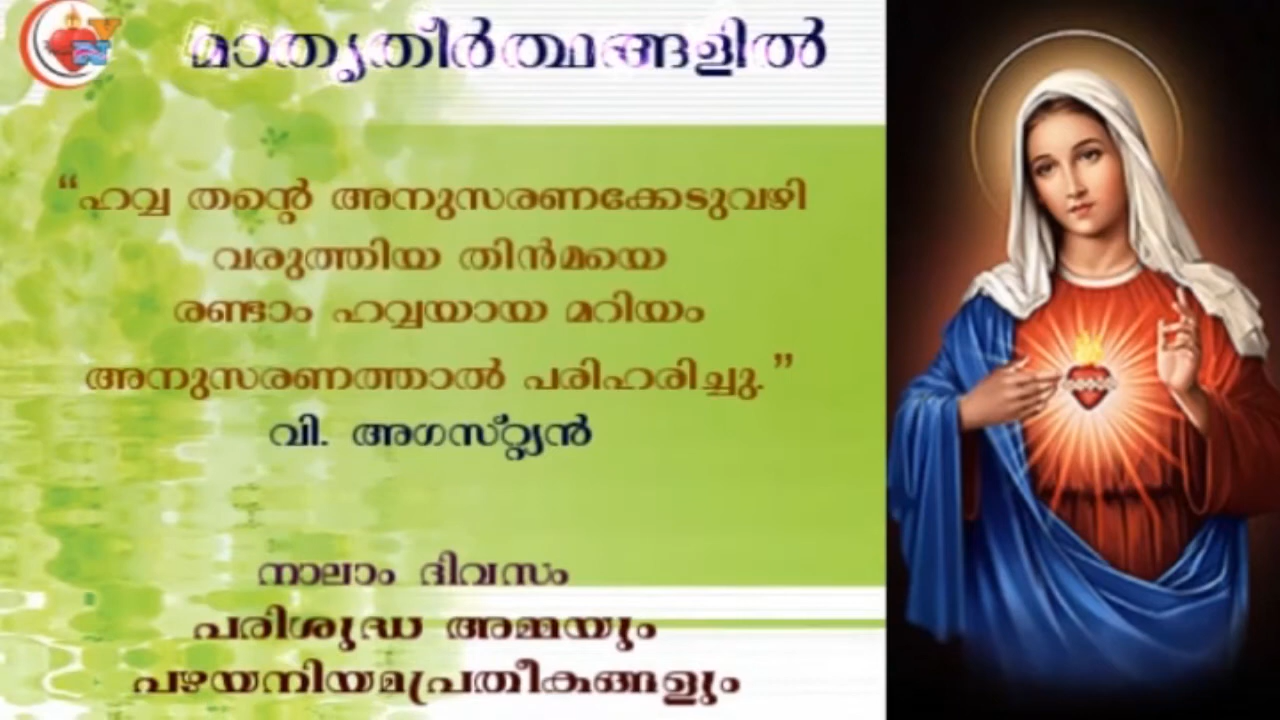 YN
മാതൃതീർത്ഥങ്ങളിൽ
“ഹവ്വ തന്റെ അനുസരണക്കേടുവഴി
വരുത്തിയ തിൻമയെ
രണ്ടാം ഹവ്വയായ മറിയം
അനുസരണത്താൽ പരിഹരിച്ചു.”
വി. അഗസ്റ്റ്യൻ
നാലാം ദിവസം
പരിശുദ്ധ അമ്മയും
പഴയനിയമപ്രതീകങ്ങളും